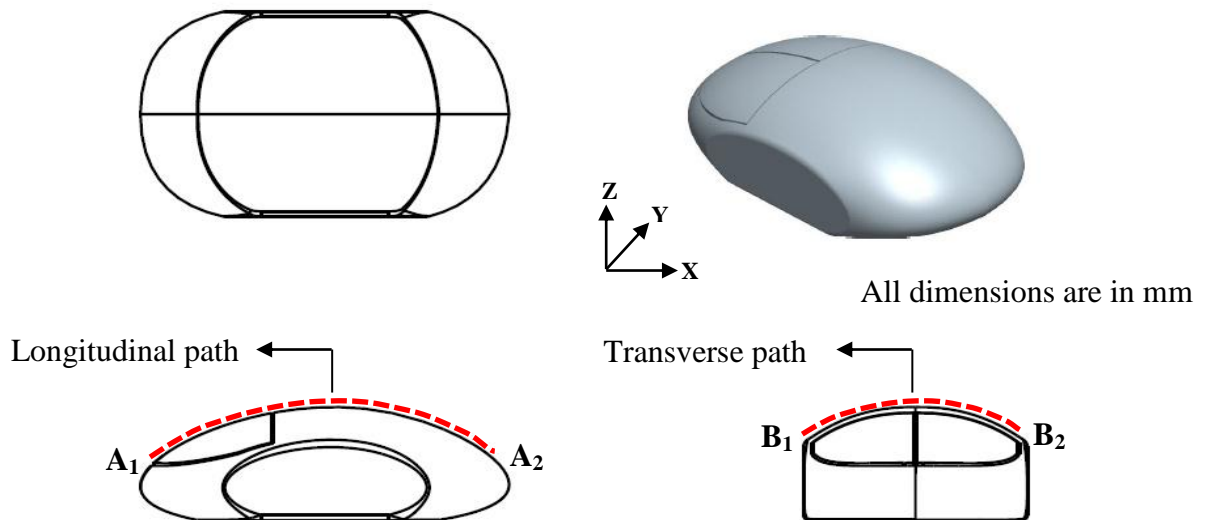 Z
Y
X
All dimensions are in mm
Longitudinal path
Transverse path
A1
A2
B1
B2